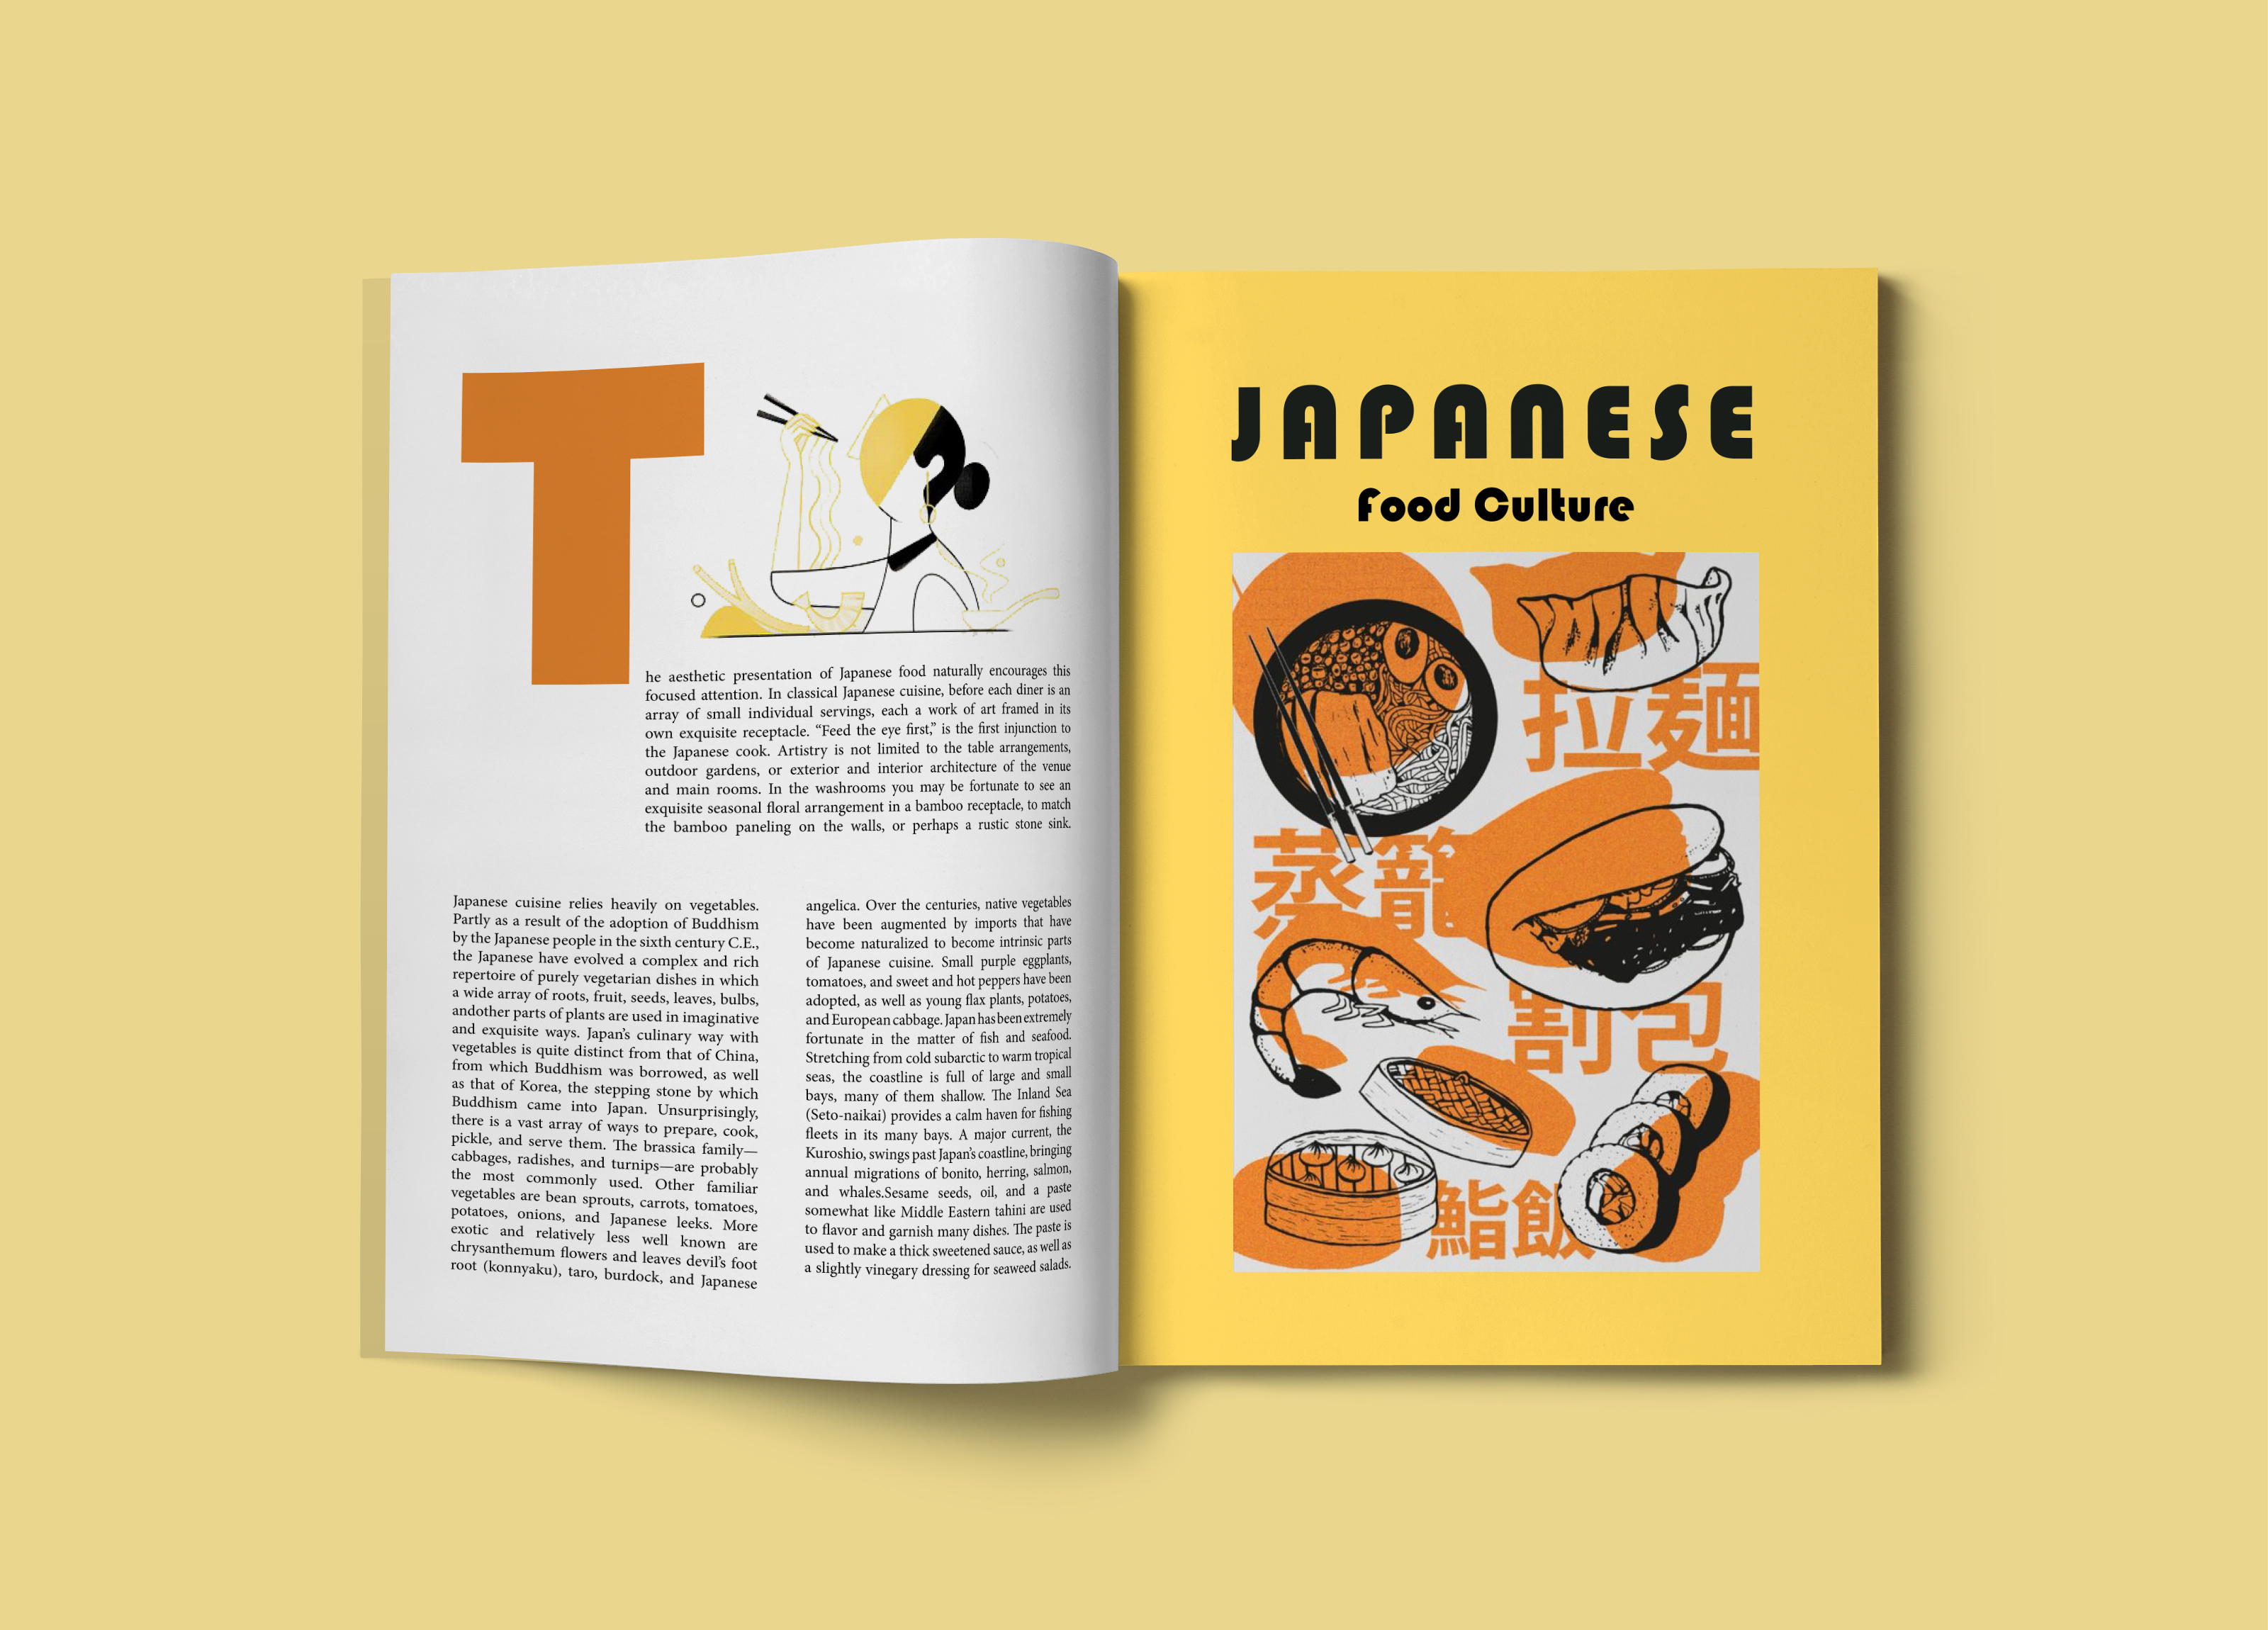 T
he aesthetic presentation of Japanese food naturally encourages this
focused attention. In classical Japanese cuisine, before each diner is an
array of small individual servings, each a work of art framed in its
own exquisite receptacle. “Feed the eye first,” is the first injunction to
the Japanese cook. Artistry is not limited to the table arrangements,
outdoor gardens, or exterior and interior architecture of the venue
and main rooms. In the washrooms you may be fortunate to see an
exquisite seasonal floral arrangement in a bamboo receptacle, to match
the bamboo paneling on the walls, or perhaps a rustic stone sink.
Japanese cuisine relies heavily on vegetables.
Partly as a result of the adoption of Buddhism
by the Japanese people in the sixth century C.E.,
the Japanese have evolved a complex and rich
repertoire of purely vegetarian dishes in which
a wide array of roots, fruit, seeds, leaves, bulbs,
andother parts of plants are used in imaginative
and exquisite ways. Japan’s culinary way with
vegetables is quite distinct from that of China,
from which Buddhism was borrowed, as well
as that of Korea, the stepping stone by which
Buddhism came into Japan. Unsurprisingly,
there is a vast array of ways to prepare, cook,
pickle, and serve them. The brassica family—
cabbages, radishes, and turnips—are probably
the most commonly used. Other familiar
vegetables are bean sprouts, carrots, tomatoes,
potatoes, onions, and Japanese leeks. More
exotic and relatively less well known are
chrysanthemum flowers and leaves devil’s foot
root (konnyaku), taro, burdock, and Japanese
angelica. Over the centuries, native vegetables
have been augmented by imports that have
become naturalized to become intrinsic parts
of Japanese cuisine. Small purple eggplants,
tomatoes, and sweet and hot peppers have been
adopted, as well as young flax plants, potatoes,
and European cabbage. Japan has been extremely
fortunate in the matter of fish and seafood.
Stretching from cold subarctic to warm tropical
seas, the coastline is full of large and small
bays, many of them shallow. The Inland Sea
(Seto-naikai) provides a calm haven for fishing
fleets in its many bays. A major current, the
Kuroshio, swings past Japan’s coastline, bringing
annual migrations of bonito, herring, salmon,
and whales.Sesame seeds, oil, and a paste
somewhat like Middle Eastern tahini are used
to flavor and garnish many dishes. The paste is
used to make a thick sweetened sauce, as well as
a slightly vinegary dressing for seaweed salads.
JAPANESE
Food Culture
拉麺
蒸籠
割包
鮨飯